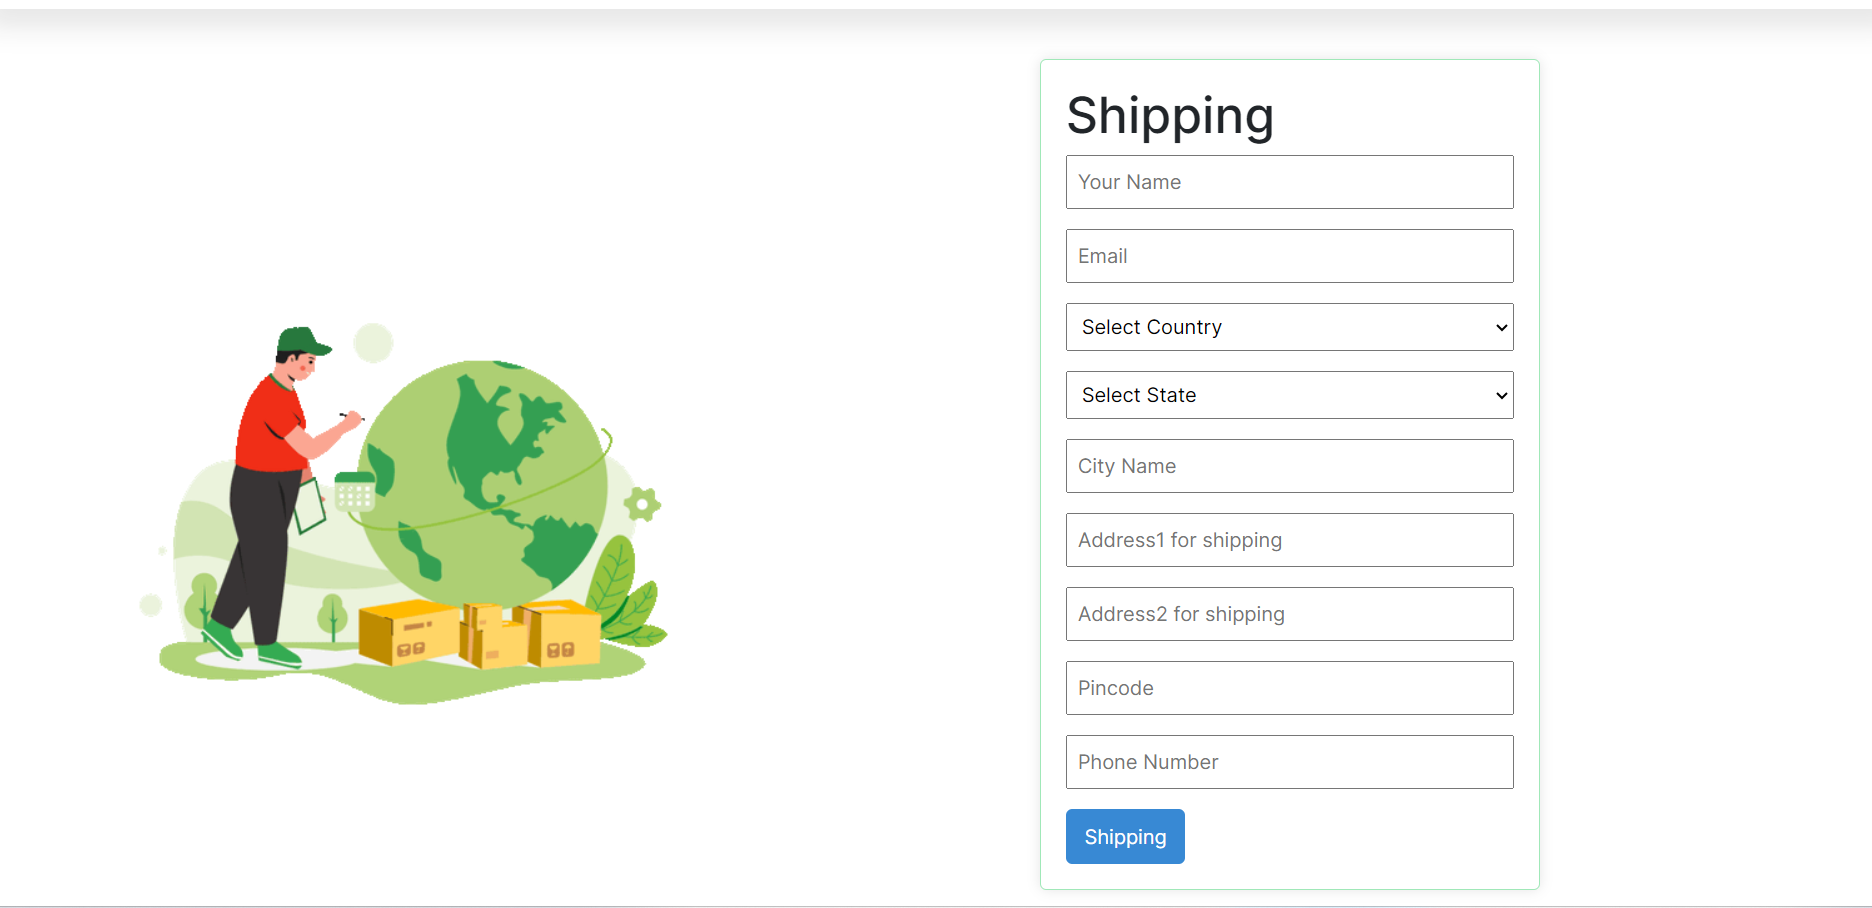 Shipping
Your Name
Email
Select Country
Select State
City Name
Address1 for shipping
Address2 for shipping
Pincode
Phone Number
Shipping